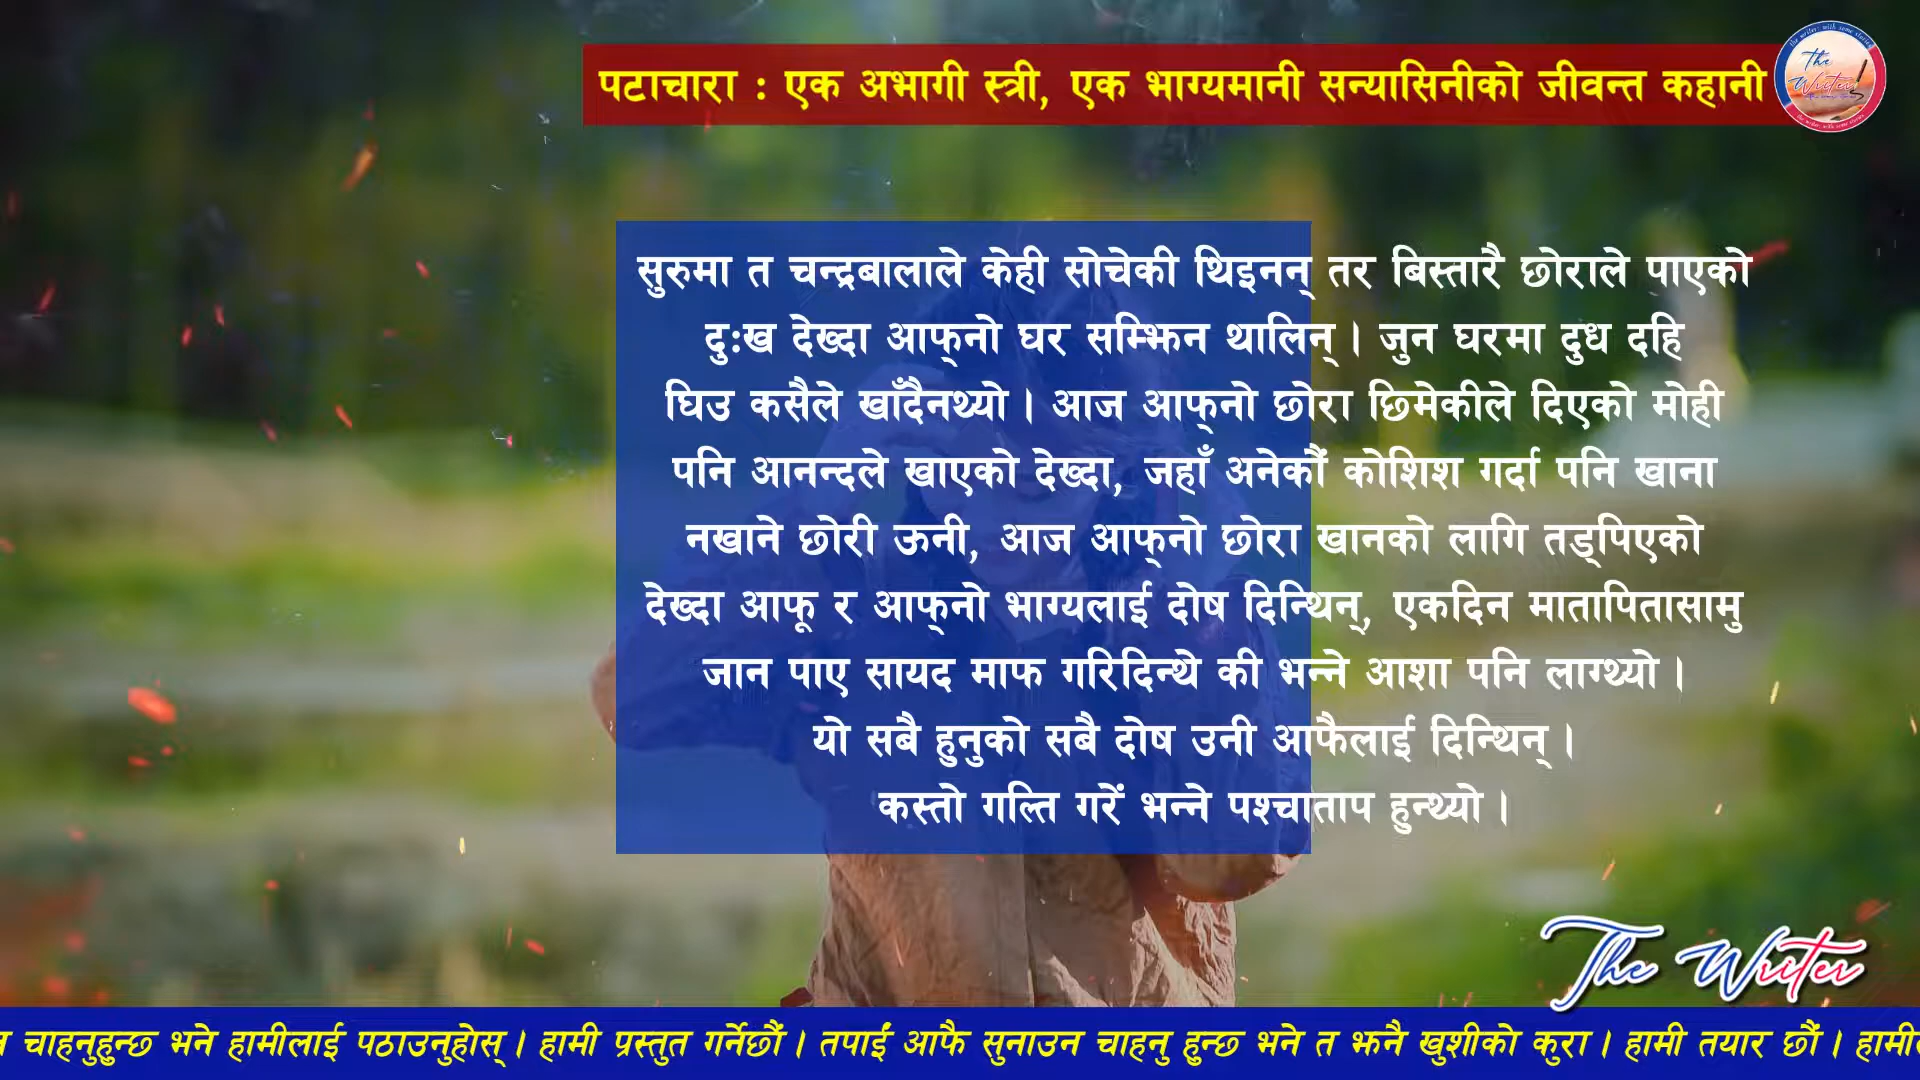 पटाचारा : एक अभागी स्त्री, एक भाग्यमानी सन्यासिनीको जीवन्त कहानी
The Writer
सुरुमा त चन्द्रबालाले केही सोचेकी थिइनन् तर बिस्तारै छोराले पाएको
दुःख देख्दा आफ्‌नो घर सम्झिन थालिन् । जुन घरमा दुध दहि
घिउ कसैले खाँदैनथ्यो । आज आफ्‌नो छोरा छिमेकीले दिएको मोही
पनि आनन्दले खाएको देख्दा, जहाँ अनेकौं कोशिश गर्दा पनि खाना
नखाने छोरी ऊनी, आज आफ्‌नो छोरा खानको लागि तड्पिएको
देख्दा आफू र आफ्‌नो भाग्यलाई दोष दिन्थिन्, एकदिन मातापितासामु
जान पाए सायद माफ गरिदिन्थे की भन्ने आशा पनि लाग्थ्यो ।
यो सबै हुनुको सबै दोष उनी आफैलाई दिन्थिन् ।
कस्तो गल्ति गरें भन्ने पश्चाताप हुन्थ्यो ।
The Writer
चाहनुहुन्छ भने हामीलाई पठाउनुहोस् । हामी प्रस्तुत गर्नेछौं । तपाईं आफै सुनाउन चाहनु हुन्छ भने त झनै खुशीको कुरा । हामी तयार छौं ।